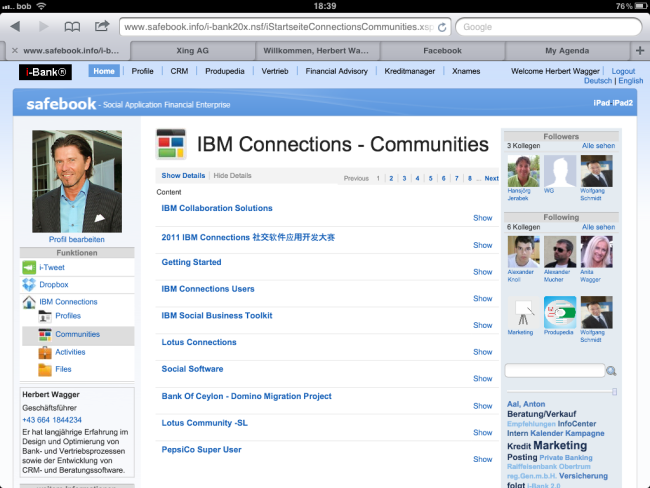 bob
18:39
76%
www.safebook.info/i-bank20x.nsf/iStartseiteConnectionsCommunities.xsp
Google
www.safebook.info/i-b...
Xing AG
Willkommen, Herbert Wa...
Facebook
My Agenda
i-Bank®
Home | Profile | CRM | Produpedia | Vertrieb | Financial Advisory | Kreditmanager | Xnames
Welcome Herbert Wagger | Logout
Deutsch | English
safebook - Social Application Financial Enterprise
iPad iPad2
Profil bearbeiten
Funktionen
i-Tweet
Dropbox
IBM Connections
Profiles
Communities
Activities
Files
Herbert Wagger
Geschäftsführer
+43 664 1844234
Er hat langjährige Erfahrung im
Design und Optimierung von
Bank- und Vertriebsprozessen
sowie der Entwicklung von
CRM- und Beratungssoftware.
IBM Connections - Communities
Show Details | Hide Details
Previous 1 | 2 | 3 | 4 | 5 | 6 | 7 | 8 ... Next
Content
IBM Collaboration Solutions
Show
2011 IBM Connections 社交软件应用开发大赛
Show
Getting Started
Show
IBM Connections Users
Show
IBM Social Business Toolkit
Show
Lotus Connections
Show
Social Software
Show
Bank Of Ceylon - Domino Migration Project
Show
Lotus Community -SL
Show
PepsiCo Super User
Show
Followers
3 Kollegen Alle sehen
Hansjörg Jerabek
WG
Wolfgang Schmitt
Following
6 Kollegen Alle sehen
Alexander Knoll
Alexander Mucher
Anita Wagger
Marketing
Produpedia
Wolfgang Schmitt
Aal, Anton
Beratung/Verkauf
Empfehlungen InfoCenter
Intern Kalender Kampagne
Kredit Marketing
Posting Private Banking
Raiffeisenbank Obertrum
reg.Gen.m.b.H. Versicherung
folgt i-Bank 2.0